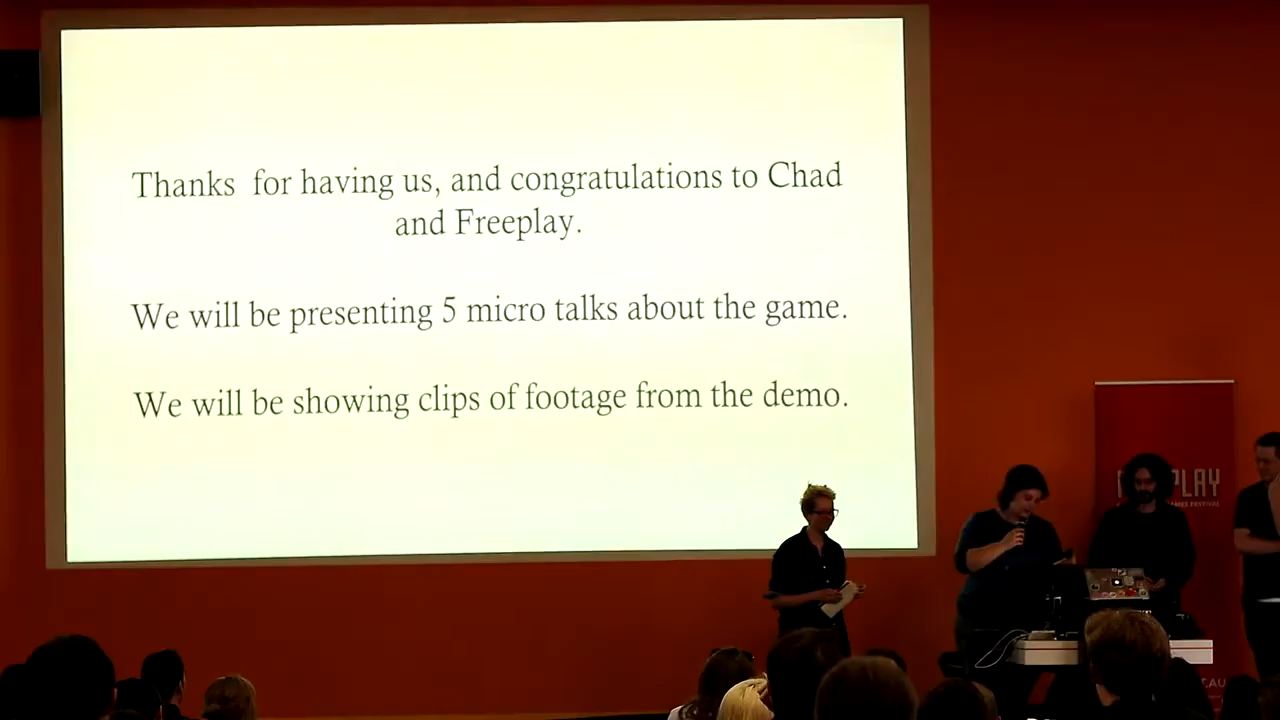 Thanks  for having us, and congratulations to Chad
and Freeplay.
We will be presenting 5 micro talks about the game.
We will be showing clips of footage from the demo.
PLAY